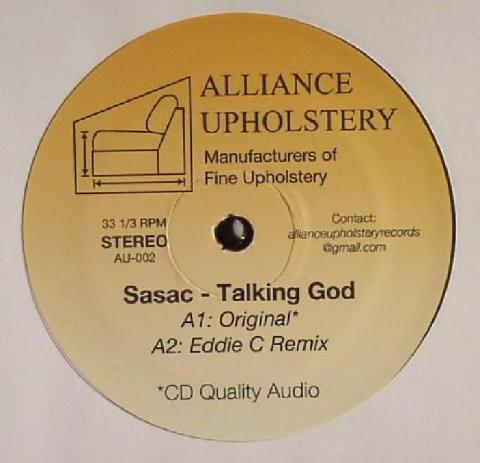 ALLIANCE
UPHOLSTERY
Manufacturers of
Fine Upholstery
33 1/3 RPM
STEREO
AU-002
Contact:
allianceupholsteryrecords
@gmail.com
Sasac - Talking God
A1: Original*
A2: Eddie C Remix
*CD Quality Audio